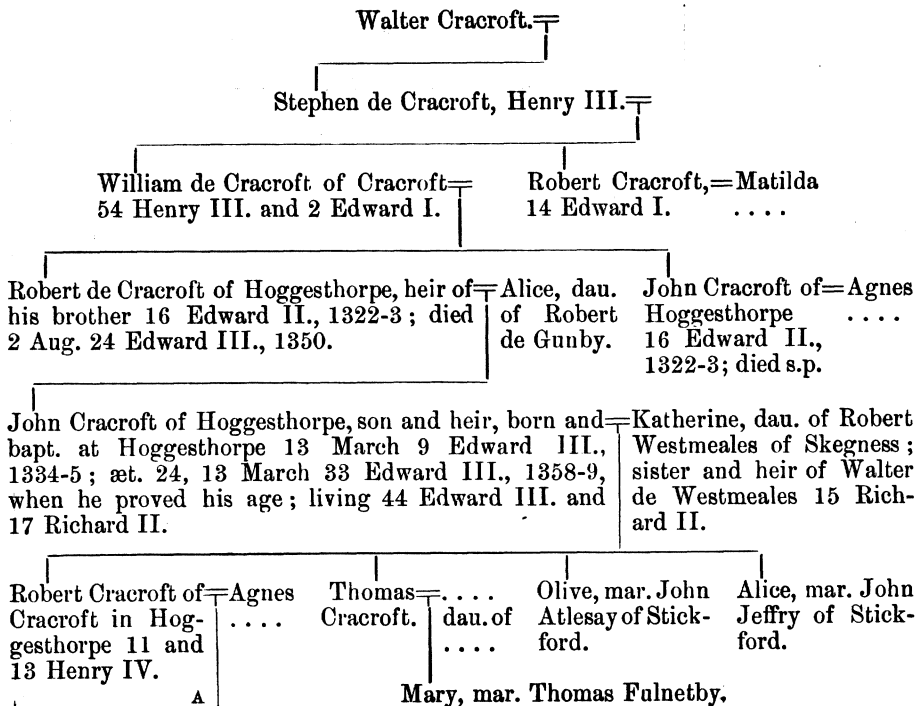 Walter Cracroft.=
Stephen de Cracroft, Henry III.=
William de Cracroft of Cracroft=
54 Henry III. and 2 Edward I.
Robert Cracroft,=Matilda
14 Edward I. . . . .
Robert de Cracroft of Hoggesthorpe, heir of=
his brother 16 Edward II., 1322-3 ; died
2 Aug. 24 Edward III., 1350.
Alice, dau.
of Robert
de Gunby.
John Cracroft of=Agnes
Hoggesthorpe . . . .
16 Edward II.,
1322-3; died s.p.
John Cracroft of Hoggesthorpe, son and heir, born and=
bapt. at Hoggesthorpe 13 March 9 Edward III.,
1334-5 ; æt. 24, 13 March 33 Edward III., 1358-9,
when he proved his age ; living 44 Edward III. and
17 Richard II.
Katherine, dau. of Robert
Westmeales of Skegness ;
sister and heir of Walter
de Westmeales 15 Rich-
ard II.
Robert Cracroft of=Agnes
Cracroft in Hog- . . . .
gesthorpe 11 and
13 Henry IV.
Thomas=. . . .
Cracroft. dau. of
. . . .
Olive, mar. John
Atlesay of Stick-
ford.
Alice, mar. John
Jeffry of Stick-
ford.
A
Mary, mar. Thomas Fulnetby.